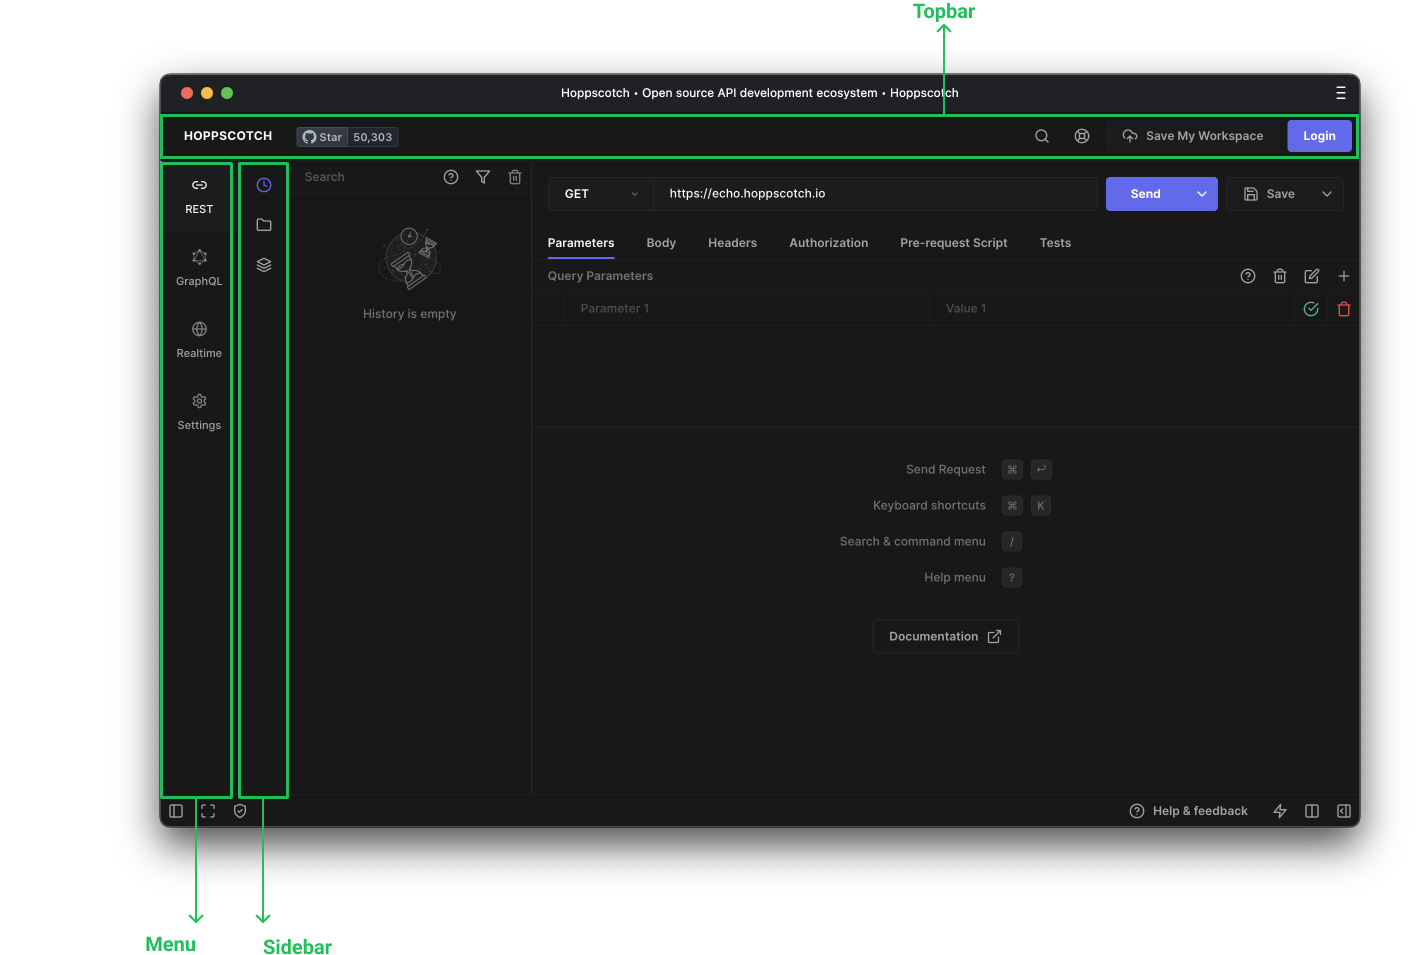 Topbar
Hoppscotch • Open source API development ecosystem • Hoppscotch
HOPPSCOTCH
Star 50,303
Save My Workspace
Login
REST
GraphQL
Realtime
Settings
Search
History is empty
GET
https://echo.hoppscotch.io
Send
Save
Parameters Body Headers Authorization Pre-request Script Tests
Query Parameters
Parameter 1 Value 1
Send Request ⌘ ↩
Keyboard shortcuts ⌘ K
Search & command menu /
Help menu ?
Documentation
Help & feedback
Menu
Sidebar